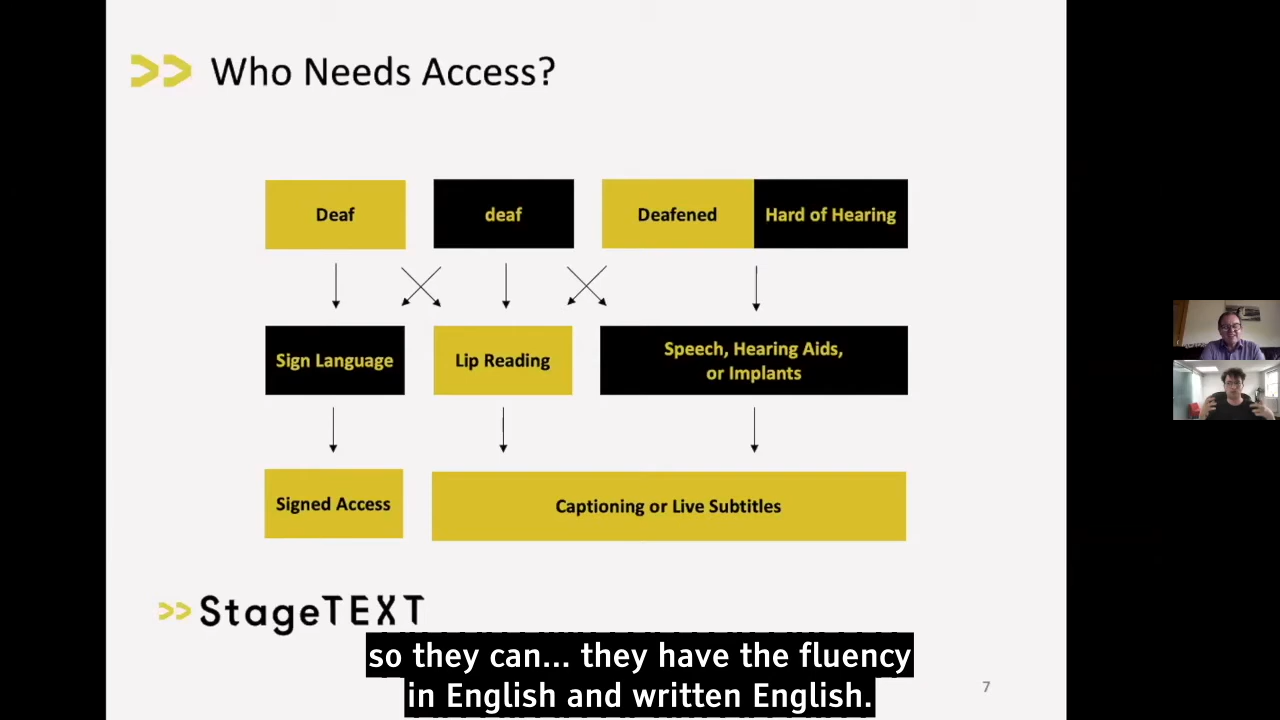 Who Needs Access?
Deaf
deaf
Deafened
Hard of Hearing
Sign Language
Lip Reading
Speech, Hearing Aids,
or Implants
Signed Access
Captioning or Live Subtitles
StageTEXT
so they can... they have the fluency
in English and written English.
7